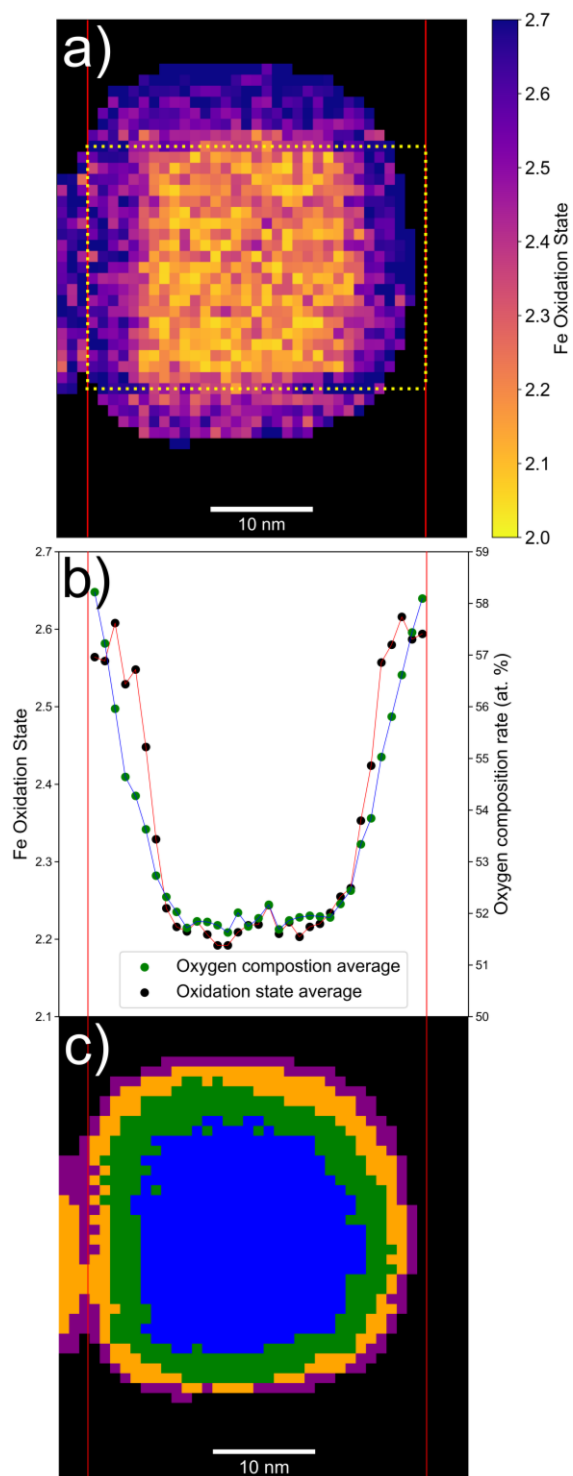 a)
2.7
2.6
2.5
2.4
2.3
2.2
2.1
2.0
Fe Oxidation State
10 nm
b)
2.7
2.6
2.5
2.4
2.3
2.2
2.1
Fe Oxidation State
59
58
57
56
55
54
53
52
51
50
Oxygen composition rate (at. %)
Oxygen compostion average
Oxidation state average
c)
10 nm